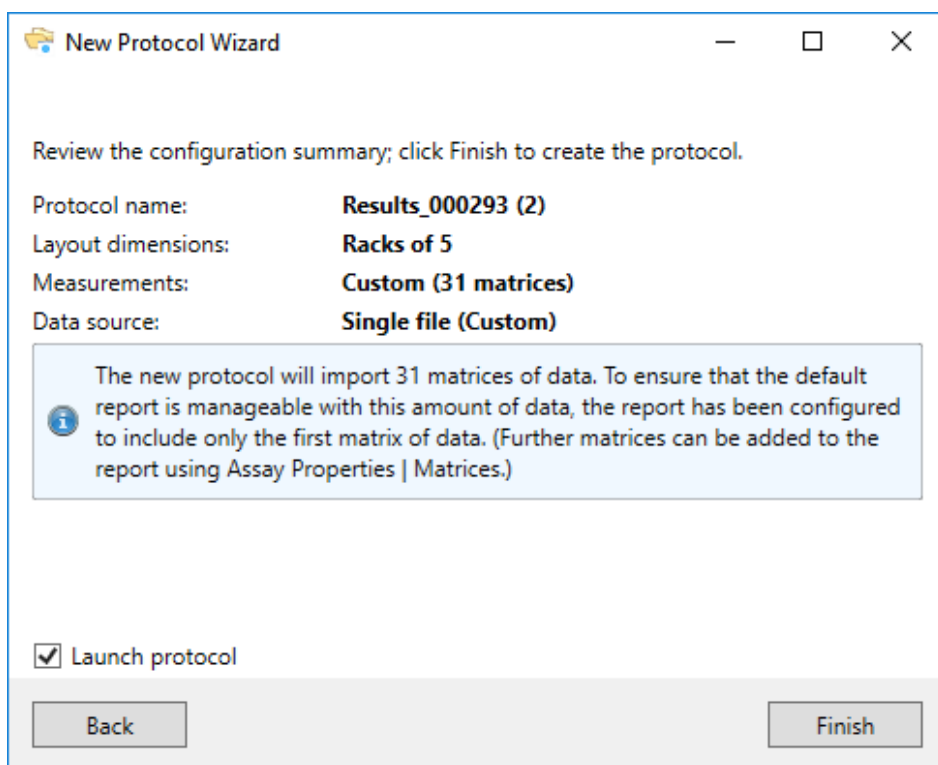 New Protocol Wizard
Review the configuration summary; click Finish to create the protocol.
Protocol name: Results_000293 (2)
Layout dimensions: Racks of 5
Measurements: Custom (31 matrices)
Data source: Single file (Custom)
The new protocol will import 31 matrices of data. To ensure that the default
report is manageable with this amount of data, the report has been configured
to include only the first matrix of data. (Further matrices can be added to the
report using Assay Properties | Matrices.)
Launch protocol
Back Finish